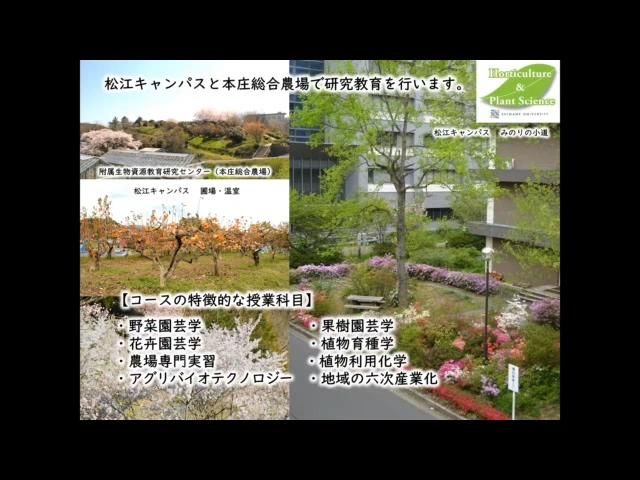 松江キャンパスと本庄総合農場で研究教育を行います。
Horticulture
&
Plant Science
SHIMANE UNIVERSITY
松江キャンパス　みのりの小道
附属生物資源教育研究センター（本庄総合農場）
松江キャンパス　圃場・温室
【コースの特徴的な授業科目】
・野菜園芸学　・果樹園芸学
・花卉園芸学　・植物育種学
・農場専門実習　・植物利用化学
・アグリバイオテクノロジー　・地域の六次産業化